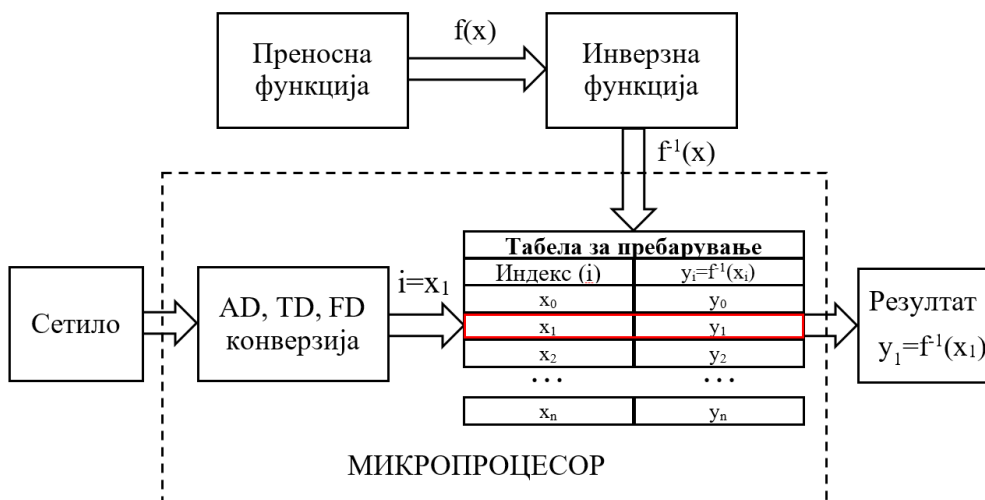 Преносна
функција
f(x)
Инверзна
функција
f⁻¹(x)
Сетило
AD, TD, FD
конверзија
i=x₁
Табела за пребарување
Индекс (i) yᵢ=f⁻¹(xᵢ)
x₀ y₀
x₁ y₁
x₂ y₂
... ...
xₙ yₙ
Резултат
y₁=f⁻¹(x₁)
МИКРОПРОЦЕСОР